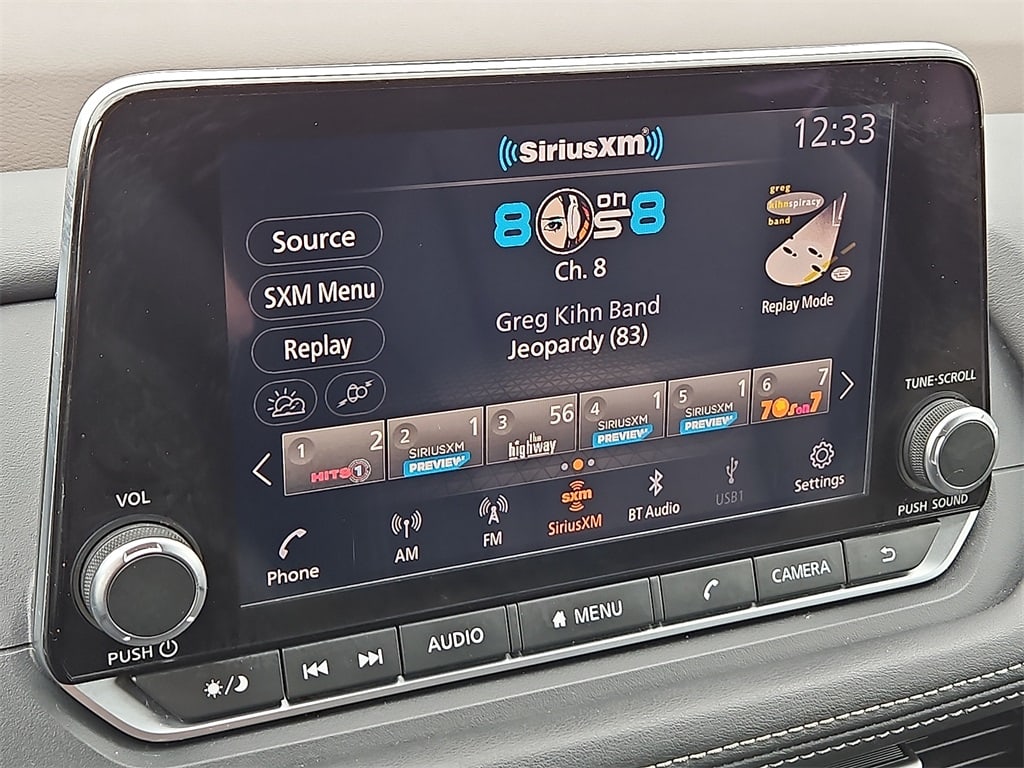 SiriusXM
12:33
80s on 8
Ch. 8
Greg Kihn Band
Jeopardy (83)
Source
SXM Menu
Replay
greg
kihnspiracy
band
Replay Mode
1 2
HITS 1
2 1
SIRIUSXM
PREVIEW
3 56
the
highway
4 1
SIRIUSXM
PREVIEW
5 1
SIRIUSXM
PREVIEW
6 7
70s on 7
Phone
AM
FM
sxm
SiriusXM
BT Audio
USB1
Settings
VOL
PUSH
TUNE·SCROLL
PUSH SOUND
AUDIO
MENU
CAMERA